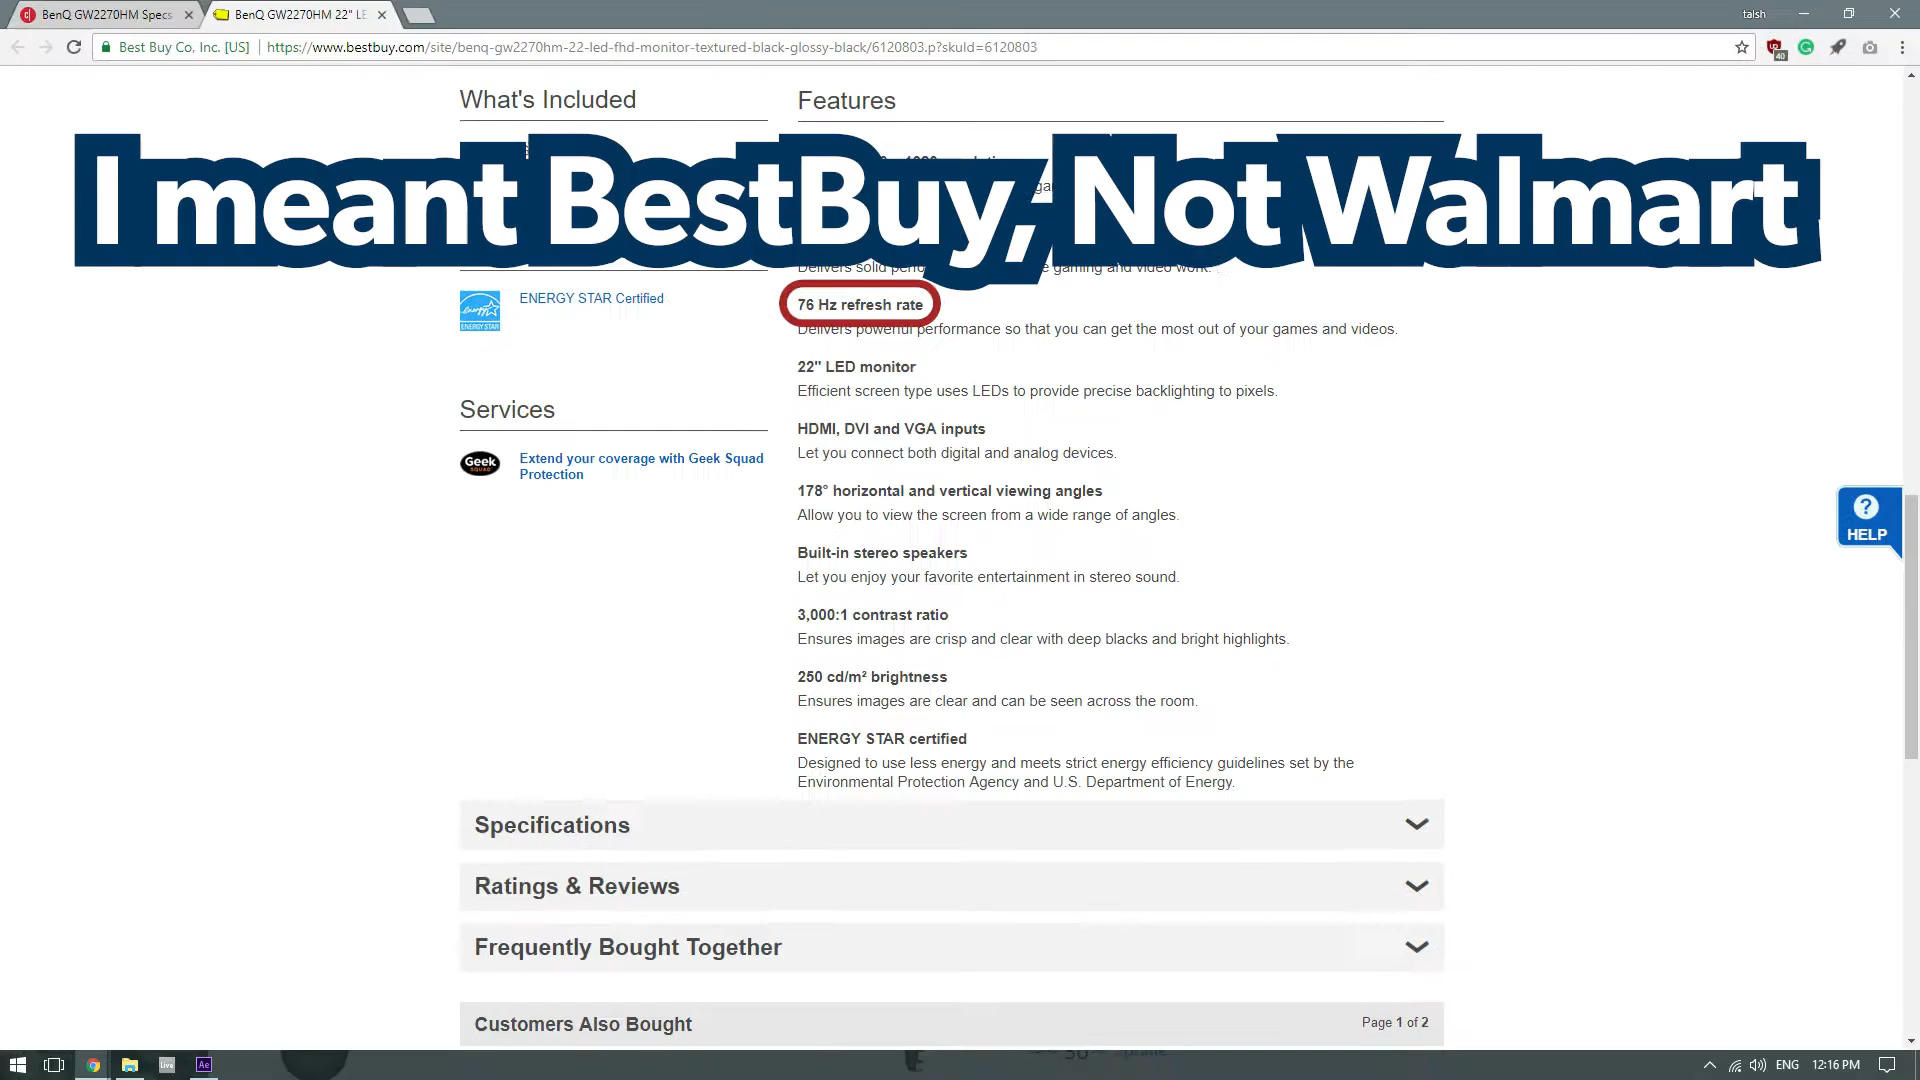 BenQ GW2270HM Specs
BenQ GW2270HM 22" LE
talsh
Best Buy Co, Inc. [US]
https://www.bestbuy.com/site/benq-gw2270hm-22-led-fhd-monitor-textured-black-glossy-black/6120803.p?skuId=6120803
40
What's Included
Features
I meant BestBuy, Not Walmart
gaming and video work.
ENERGY STAR
ENERGY STAR Certified
76 Hz refresh rate
Delivers powerful performance so that you can get the most out of your games and videos.
22" LED monitor
Efficient screen type uses LEDs to provide precise backlighting to pixels.
Services
HDMI, DVI and VGA inputs
Let you connect both digital and analog devices.
Geek SQUAD
Extend your coverage with Geek Squad
Protection
178° horizontal and vertical viewing angles
Allow you to view the screen from a wide range of angles.
? HELP
Built-in stereo speakers
Let you enjoy your favorite entertainment in stereo sound.
3,000:1 contrast ratio
Ensures images are crisp and clear with deep blacks and bright highlights.
250 cd/m² brightness
Ensures images are clear and can be seen across the room.
ENERGY STAR certified
Designed to use less energy and meets strict energy efficiency guidelines set by the
Environmental Protection Agency and U.S. Department of Energy.
Specifications
Ratings & Reviews
Frequently Bought Together
Customers Also Bought
Page 1 of 2
Live
Ae
ENG
12:16 PM